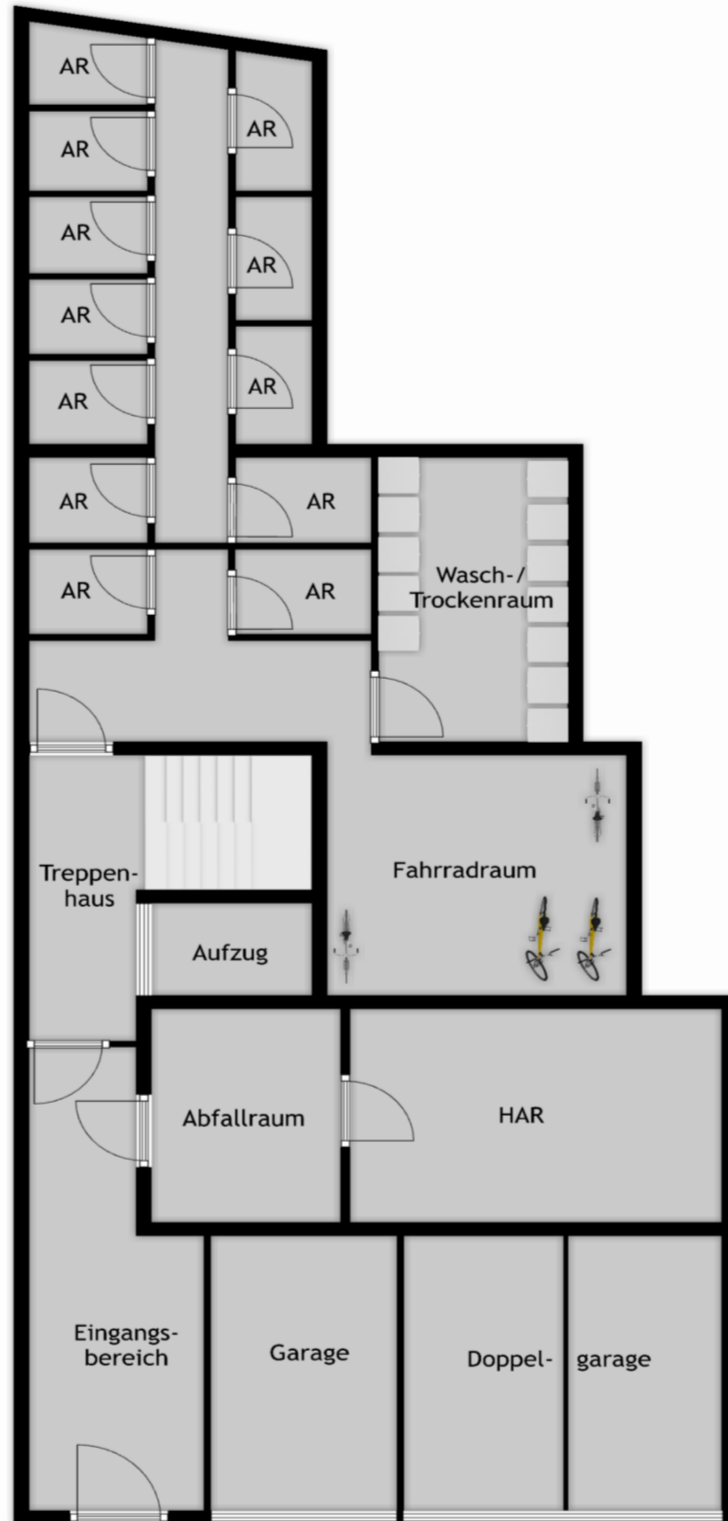 AR
AR
AR
AR
AR
AR
AR
AR
AR
AR
AR
AR
Wasch-/
Trockenraum
Treppen-
haus
Fahrradraum
Aufzug
Abfallraum
HAR
Eingangs-
bereich
Garage
Doppel- garage